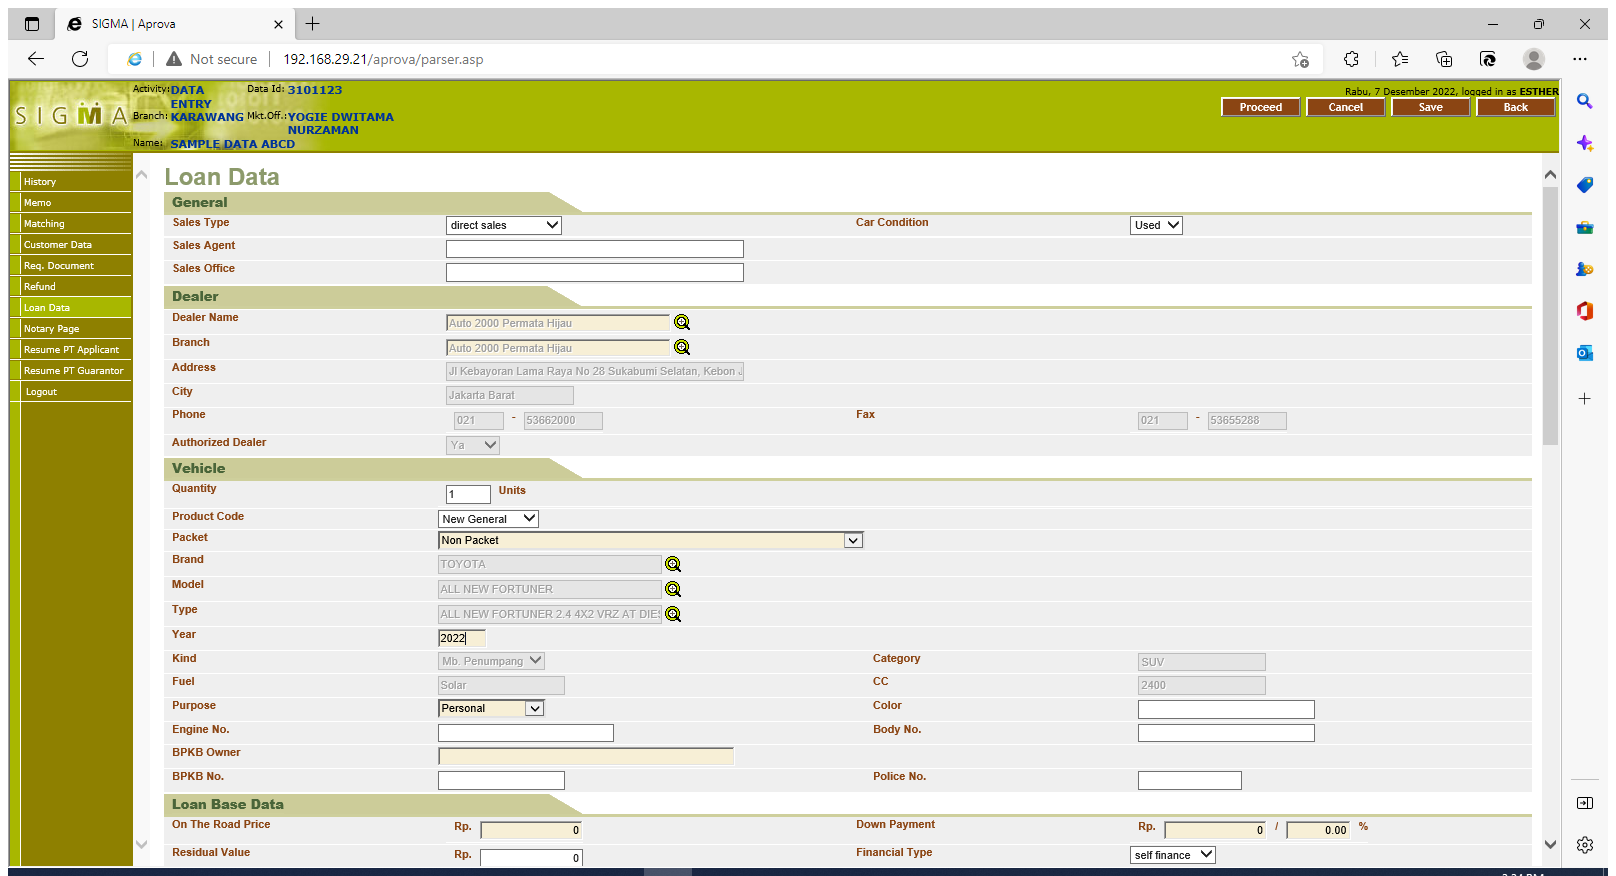 SIGMA | Aprova
Not secure 192.168.29.21/aprova/parser.asp
SIGMA
Activity: DATA ENTRY Data Id: 3101123
Branch: KARAWANG Mkt.Off.: YOGIE DWITAMA NURZAMAN
Name: SAMPLE DATA ABCD
Rabu, 7 Desember 2022, logged in as ESTHER
Proceed Cancel Save Back
History
Memo
Matching
Customer Data
Req. Document
Refund
Loan Data
Notary Page
Resume PT Applicant
Resume PT Guarantor
Logout
Loan Data
General
Sales Type direct sales Car Condition Used
Sales Agent
Sales Office
Dealer
Dealer Name Auto 2000 Permata Hijau
Branch Auto 2000 Permata Hijau
Address Jl Kebayoran Lama Raya No 28 Sukabumi Selatan, Kebon J
City Jakarta Barat
Phone 021 - 53662000 Fax 021 - 53655288
Authorized Dealer Ya
Vehicle
Quantity 1 Units
Product Code New General
Packet Non Packet
Brand TOYOTA
Model ALL NEW FORTUNER
Type ALL NEW FORTUNER 2.4 4X2 VRZ AT DIES
Year 2022
Kind Mb. Penumpang Category SUV
Fuel Solar CC 2400
Purpose Personal Color
Engine No. Body No.
BPKB Owner
BPKB No. Police No.
Loan Base Data
On The Road Price Rp. 0 Down Payment Rp. 0 / 0.00 %
Residual Value Rp. 0 Financial Type self finance